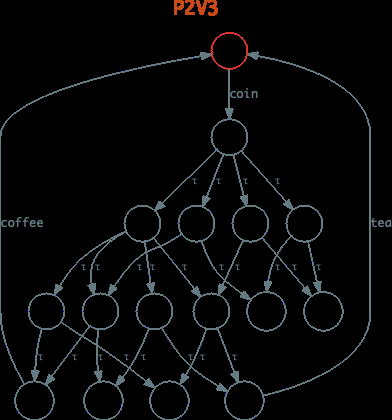 P2V3
coin
τ τ τ τ
coffee
tea
τ τ τ τ τ τ τ τ τ
τ τ τ τ τ τ τ